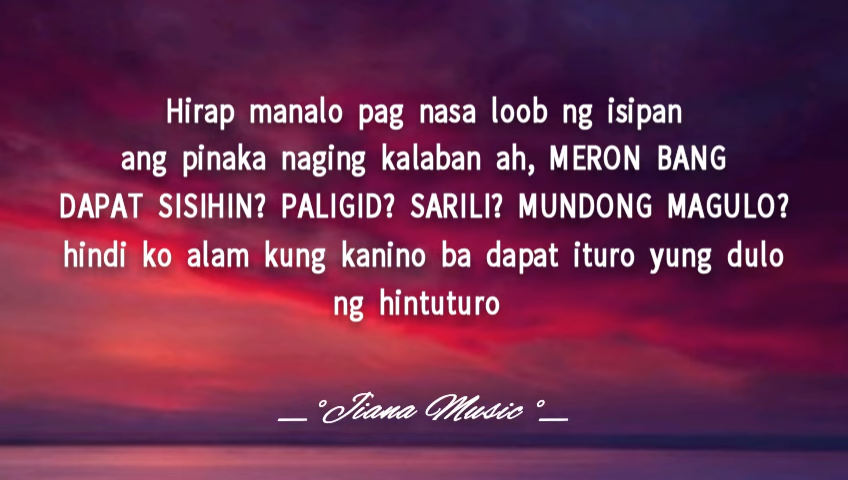 Hirap manalo pag nasa loob ng isipan
ang pinaka naging kalaban ah, MERON BANG
DAPAT SISIHIN? PALIGID? SARILI? MUNDONG MAGULO?
hindi ko alam kung kanino ba dapat ituro yung dulo
ng hintuturo
__°Jiana Music°__